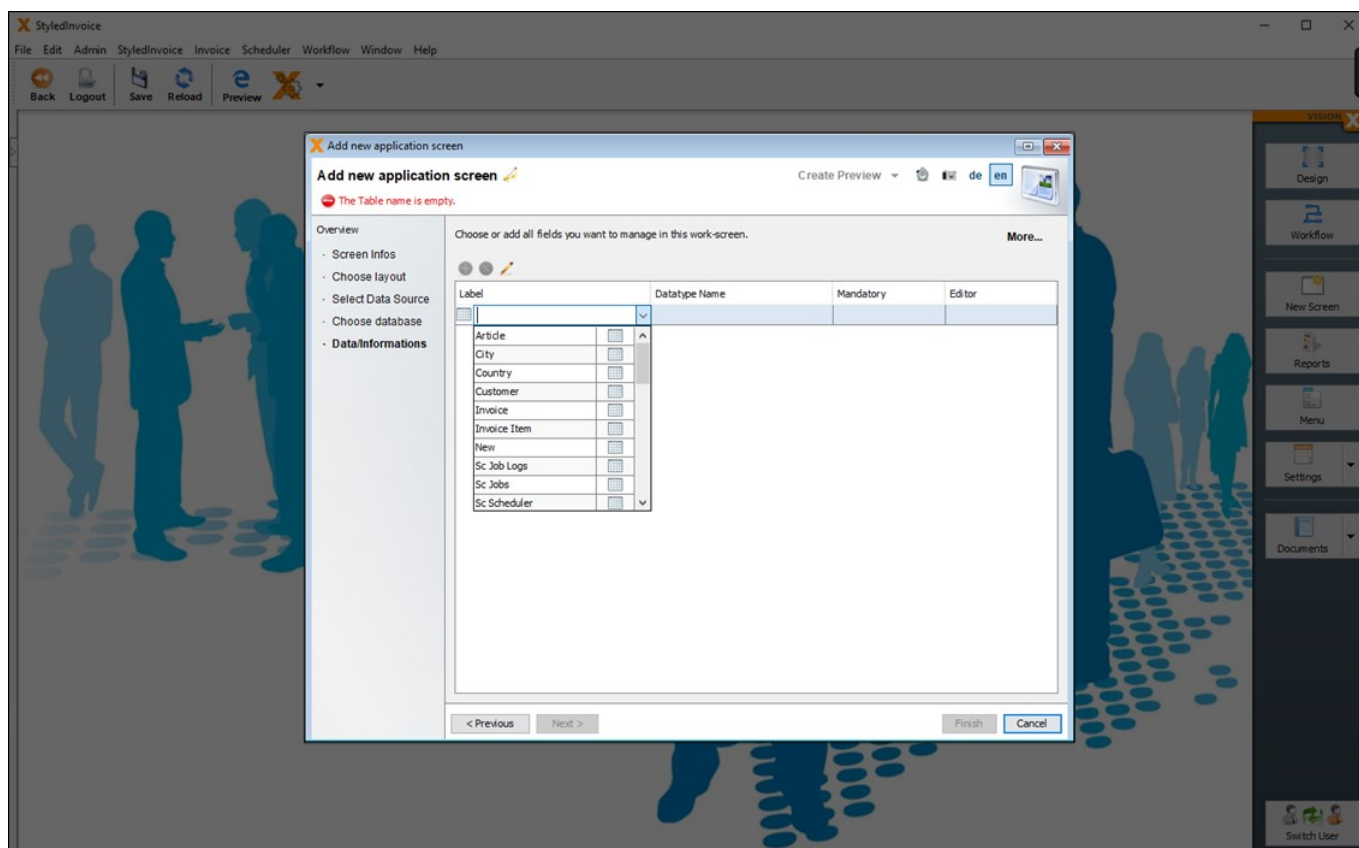 StyledInvoice
File Edit Admin StyledInvoice Invoice Scheduler Workflow Window Help
Back Logout Save Reload Preview
VISION X
Design
Workflow
New Screen
Reports
Menu
Settings
Documents
Switch User
Add new application screen
Add new application screen
Create Preview de en
The Table name is empty.
Overview
· Screen Infos
· Choose layout
· Select Data Source
· Choose database
· Data/Informations
Choose or add all fields you want to manage in this work-screen.
More...
Label Datatype Name Mandatory Editor
Article
City
Country
Customer
Invoice
Invoice Item
New
Sc Job Logs
Sc Jobs
Sc Scheduler
< Previous Next > Finish Cancel